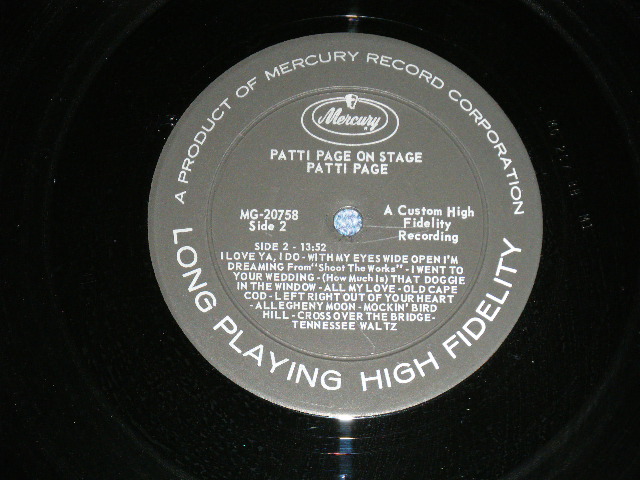 A PRODUCT OF MERCURY RECORD CORPORATION
Mercury
PATTI PAGE ON STAGE
PATTI PAGE
MG-20758
Side 2
A Custom High
Fidelity
Recording
SIDE 2 - 13:52
I LOVE YA, I DO - WITH MY EYES WIDE OPEN I'M
DREAMING From "Shoot The Works" - I WENT TO
YOUR WEDDING - (How Much Is) THAT DOGGIE
IN THE WINDOW - ALL MY LOVE - OLD CAPE
COD - LEFT RIGHT OUT OF YOUR HEART
- ALLEGHENY MOON - MOCKIN' BIRD
HILL - CROSS OVER THE BRIDGE -
TENNESSEE WALTZ
LONG PLAYING HIGH FIDELITY